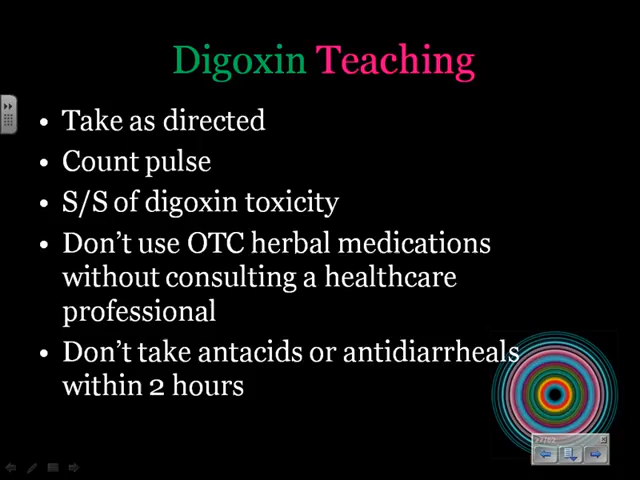 Digoxin Teaching
• Take as directed
• Count pulse
• S/S of digoxin toxicity
• Don't use OTC herbal medications
without consulting a healthcare
professional
• Don't take antacids or antidiarrheals
within 2 hours